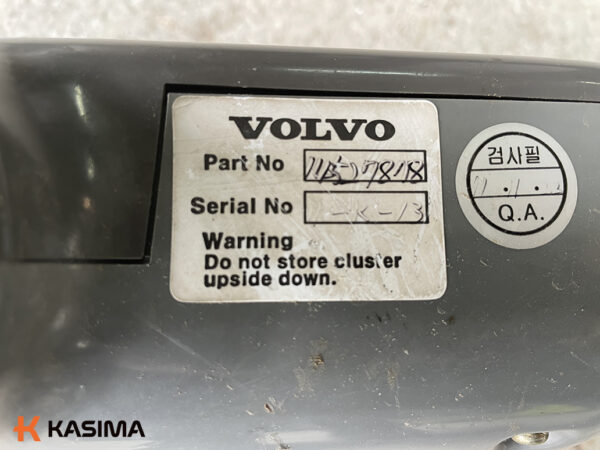 VOLVO
Part No
Serial No
Warning
Do not store cluster
upside down.
검사필
Q.A.
KASIMA